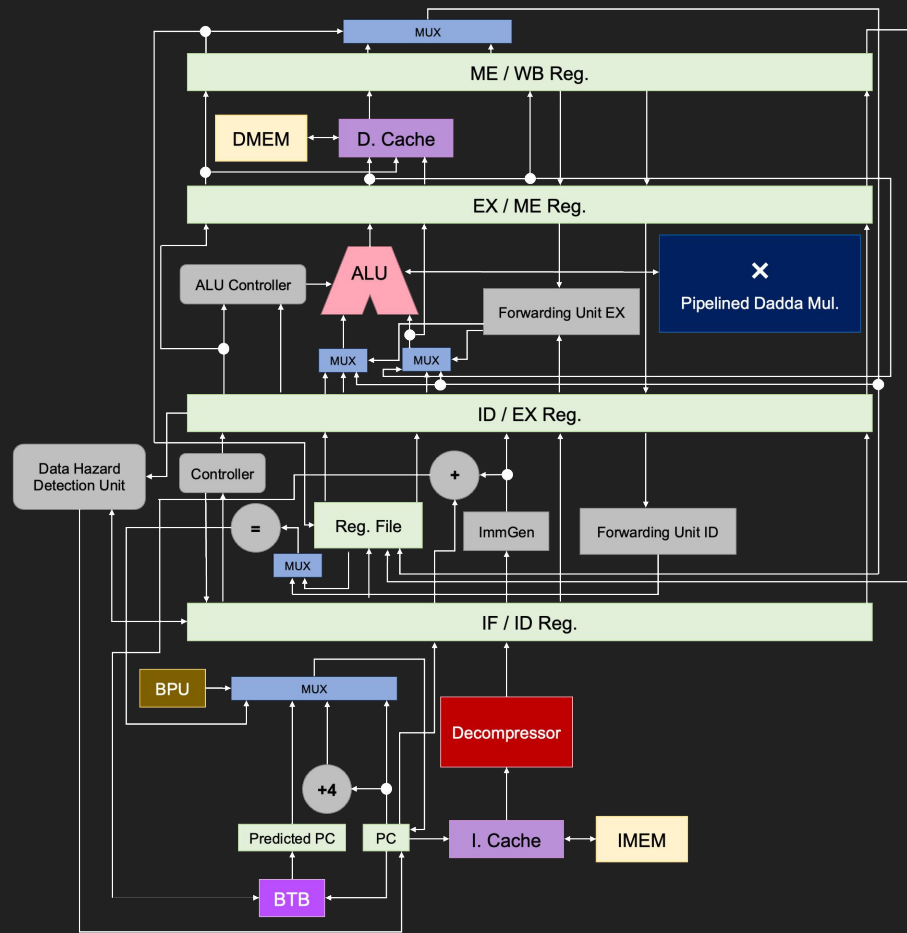 MUX
ME / WB Reg.
DMEM
D. Cache
EX / ME Reg.
ALU Controller
ALU
×
Pipelined Dadda Mul.
Forwarding Unit EX
MUX
MUX
ID / EX Reg.
Data Hazard
Detection Unit
Controller
+
=
Reg. File
ImmGen
Forwarding Unit ID
MUX
IF / ID Reg.
BPU
MUX
Decompressor
+4
Predicted PC
PC
I. Cache
IMEM
BTB